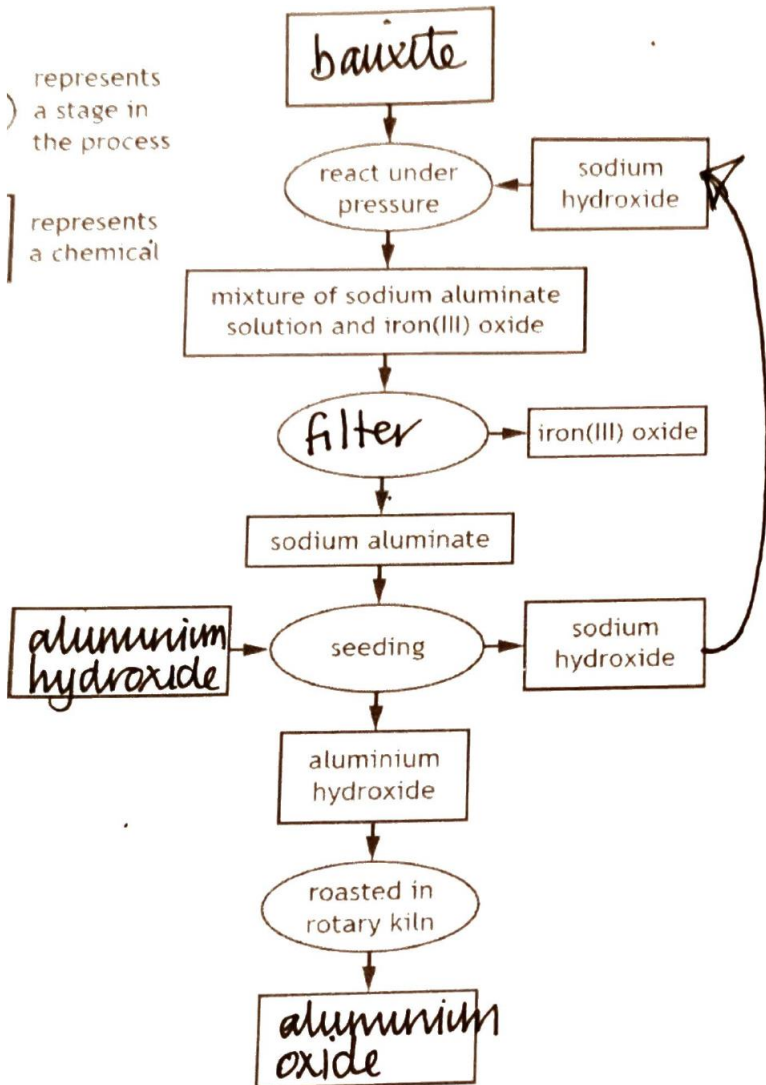 bauxite
represents
a stage in
the process
react under
pressure
sodium
hydroxide
represents
a chemical
mixture of sodium aluminate
solution and iron(III) oxide
filter
iron(III) oxide
sodium aluminate
alumunium
hydroxide
seeding
sodium
hydroxide
aluminium
hydroxide
roasted in
rotary kiln
alumunium
oxide